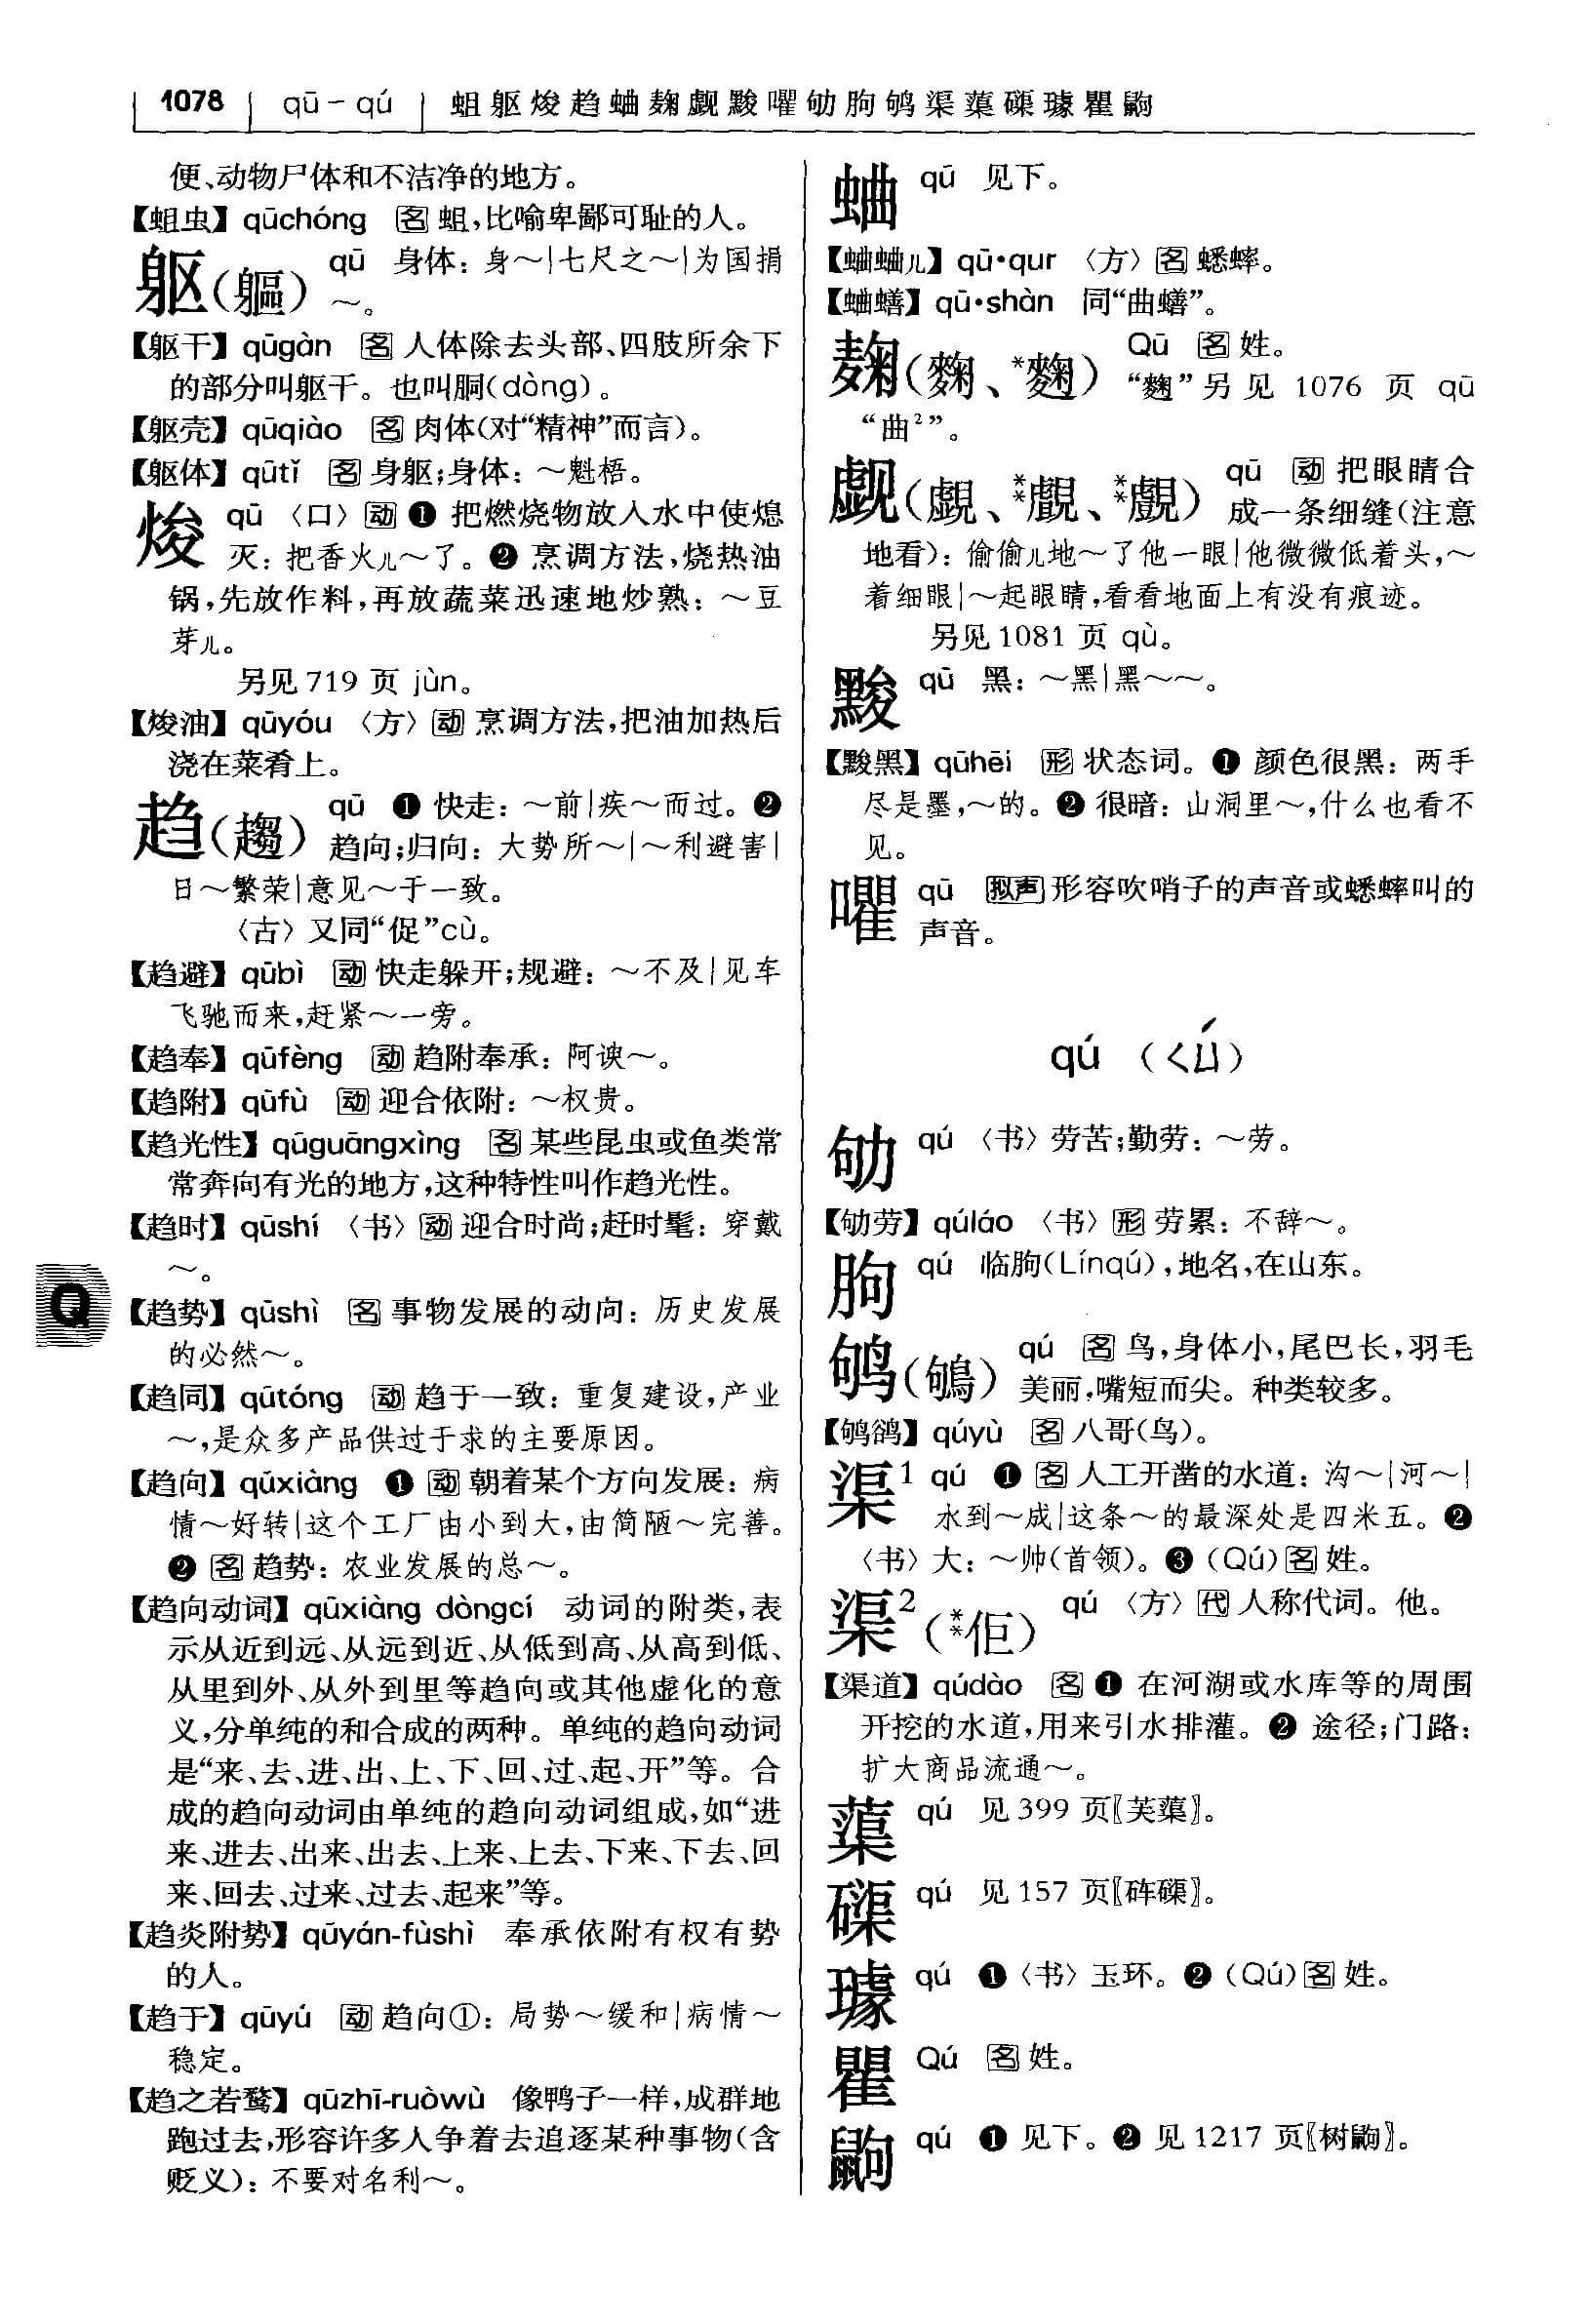 1078 qū－qú 蛆躯焌趋蛐麹觑黢嚁劬朐鸲渠蕖磲璩瞿鼩
便、动物尸体和不洁净的地方。
【蛆虫】qūchóng 名 蛆,比喻卑鄙可耻的人。
躯(軀) qū 身体：身～|七尺之～|为国捐
～。
【躯干】qūgàn 名 人体除去头部、四肢所余下
的部分叫躯干。也叫胴(dòng)。
【躯壳】qūqiào 名 肉体(对“精神”而言)。
【躯体】qūtǐ 名 身躯;身体：～魁梧。
焌 qū 〈口〉动 ❶ 把燃烧物放入水中使熄
灭：把香火儿～了。❷ 烹调方法,烧热油
锅,先放作料,再放蔬菜迅速地炒熟：～豆
芽儿。
另见 719 页 jùn。
【焌油】qūyóu 〈方〉动 烹调方法,把油加热后
浇在菜肴上。
趋(趨) qū ❶ 快走：～前|疾～而过。❷
趋向;归向：大势所～|～利避害|
日～繁荣|意见～于一致。
〈古〉又同“促”cù。
【趋避】qūbì 动 快走躲开;规避：～不及|见车
飞驰而来,赶紧～一旁。
【趋奉】qūfèng 动 趋附奉承：阿谀～。
【趋附】qūfù 动 迎合依附：～权贵。
【趋光性】qūguāngxìng 名 某些昆虫或鱼类常
常奔向有光的地方,这种特性叫作趋光性。
【趋时】qūshí 〈书〉动 迎合时尚;赶时髦：穿戴
～。
Q
【趋势】qūshì 名 事物发展的动向：历史发展
的必然～。
【趋同】qūtóng 动 趋于一致：重复建设,产业
～,是众多产品供过于求的主要原因。
【趋向】qūxiàng ❶ 动 朝着某个方向发展：病
情～好转|这个工厂由小到大,由简陋～完善。
❷ 名 趋势：农业发展的总～。
【趋向动词】qūxiàng dòngcí 动词的附类,表
示从近到远、从远到近、从低到高、从高到低、
从里到外、从外到里等趋向或其他虚化的意
义,分单纯的和合成的两种。单纯的趋向动词
是“来、去、进、出、上、下、回、过、起、开”等。合
成的趋向动词由单纯的趋向动词组成,如“进
来、进去、出来、出去、上来、上去、下来、下去、回
来、回去、过来、过去、起来”等。
【趋炎附势】qūyán-fùshì 奉承依附有权有势
的人。
【趋于】qūyú 动 趋向①：局势～缓和|病情～
稳定。
【趋之若鹜】qūzhī-ruòwù 像鸭子一样,成群地
跑过去,形容许多人争着去追逐某种事物(含
贬义)：不要对名利～。
蛐 qū 见下。
【蛐蛐儿】qū•qur 〈方〉名 蟋蟀。
【蛐蟮】qū•shàn 同“曲蟮”。
麹(麴、*麯) Qū 名 姓。
“麯”另见 1076 页 qū
“曲²”。
觑(覷、**覰、**覻) qū 动 把眼睛合
成一条细缝(注意
地看)：偷偷儿地～了他一眼|他微微低着头,～
着细眼|～起眼睛,看看地面上有没有痕迹。
另见 1081 页 qù。
黢 qū 黑：～黑|黑～～。
【黢黑】qūhēi 形 状态词。❶ 颜色很黑：两手
尽是墨,～的。❷ 很暗：山洞里～,什么也看不
见。
嚁 qū 拟声 形容吹哨子的声音或蟋蟀叫的
声音。
qú (ㄑㄩˊ)
劬 qú 〈书〉劳苦;勤劳：～劳。
【劬劳】qúláo 〈书〉形 劳累：不辞～。
朐 qú 临朐(Línqú),地名,在山东。
鸲(鴝) qú 名 鸟,身体小,尾巴长,羽毛
美丽,嘴短而尖。种类较多。
【鸲鹆】qúyù 名 八哥(鸟)。
渠¹ qú ❶ 名 人工开凿的水道：沟～|河～|
水到～成|这条～的最深处是四米五。❷
〈书〉大：～帅(首领)。❸ (Qú) 名 姓。
渠²(**佢) qú 〈方〉代 人称代词。他。
【渠道】qúdào 名 ❶ 在河湖或水库等的周围
开挖的水道,用来引水排灌。❷ 途径;门路：
扩大商品流通～。
蕖 qú 见 399 页〖芙蕖〗。
磲 qú 见 157 页〖砗磲〗。
璩 qú ❶〈书〉玉环。❷ (Qú) 名 姓。
瞿 Qú 名 姓。
鼩 qú ❶ 见下。❷ 见 1217 页〖树鼩〗。